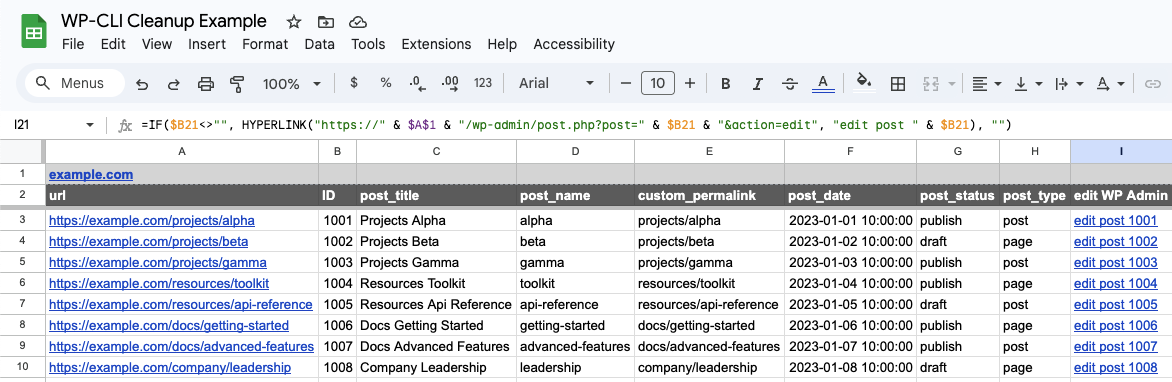 WP-CLI Cleanup Example
File Edit View Insert Format Data Tools Extensions Help Accessibility
Menus 100% $ % .0 .00 123 Arial 10 B I S A A
I21 fx =IF($B21<>"", HYPERLINK("https://" & $A$1 & "/wp-admin/post.php?post=" & $B21 & "&action=edit", "edit post " & $B21), "")
A B C D E F G H I
1 example.com
2 url ID post_title post_name custom_permalink post_date post_status post_type edit WP Admin
3 https://example.com/projects/alpha 1001 Projects Alpha alpha projects/alpha 2023-01-01 10:00:00 publish post edit post 1001
4 https://example.com/projects/beta 1002 Projects Beta beta projects/beta 2023-01-02 10:00:00 draft page edit post 1002
5 https://example.com/projects/gamma 1003 Projects Gamma gamma projects/gamma 2023-01-03 10:00:00 publish post edit post 1003
6 https://example.com/resources/toolkit 1004 Resources Toolkit toolkit resources/toolkit 2023-01-04 10:00:00 publish page edit post 1004
7 https://example.com/resources/api-reference 1005 Resources Api Reference api-reference resources/api-reference 2023-01-05 10:00:00 draft post edit post 1005
8 https://example.com/docs/getting-started 1006 Docs Getting Started getting-started docs/getting-started 2023-01-06 10:00:00 publish page edit post 1006
9 https://example.com/docs/advanced-features 1007 Docs Advanced Features advanced-features docs/advanced-features 2023-01-07 10:00:00 publish post edit post 1007
10 https://example.com/company/leadership 1008 Company Leadership leadership company/leadership 2023-01-08 10:00:00 draft page edit post 1008